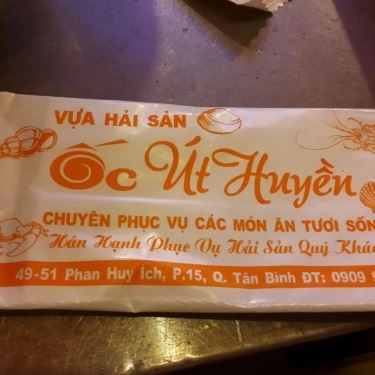 VỰA HẢI SẢN
Ốc Út Huyền
CHUYÊN PHỤC VỤ CÁC MÓN ĂN TƯƠI SỐN
Hân Hạnh Phục Vụ Hải Sản Quý Khá
49-51 Phan Huy Ích, P.15, Q. Tân Bình ĐT: 0909